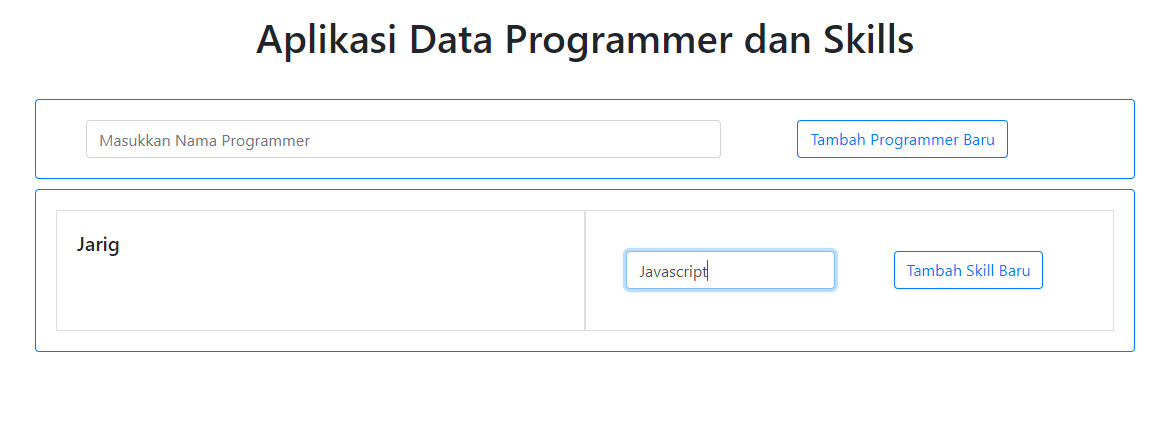 Aplikasi Data Programmer dan Skills
Masukkan Nama Programmer
Tambah Programmer Baru
Jarig
Javascript
Tambah Skill Baru